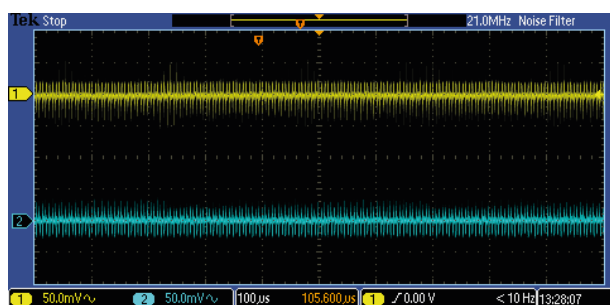 Tek Stop 21.0MHz Noise Filter
T
T
1
2
1 50.0mV∿ 2 50.0mV∿ 100µs 105.600µs 1 ∕ 0.00 V < 10 Hz 13:28:07